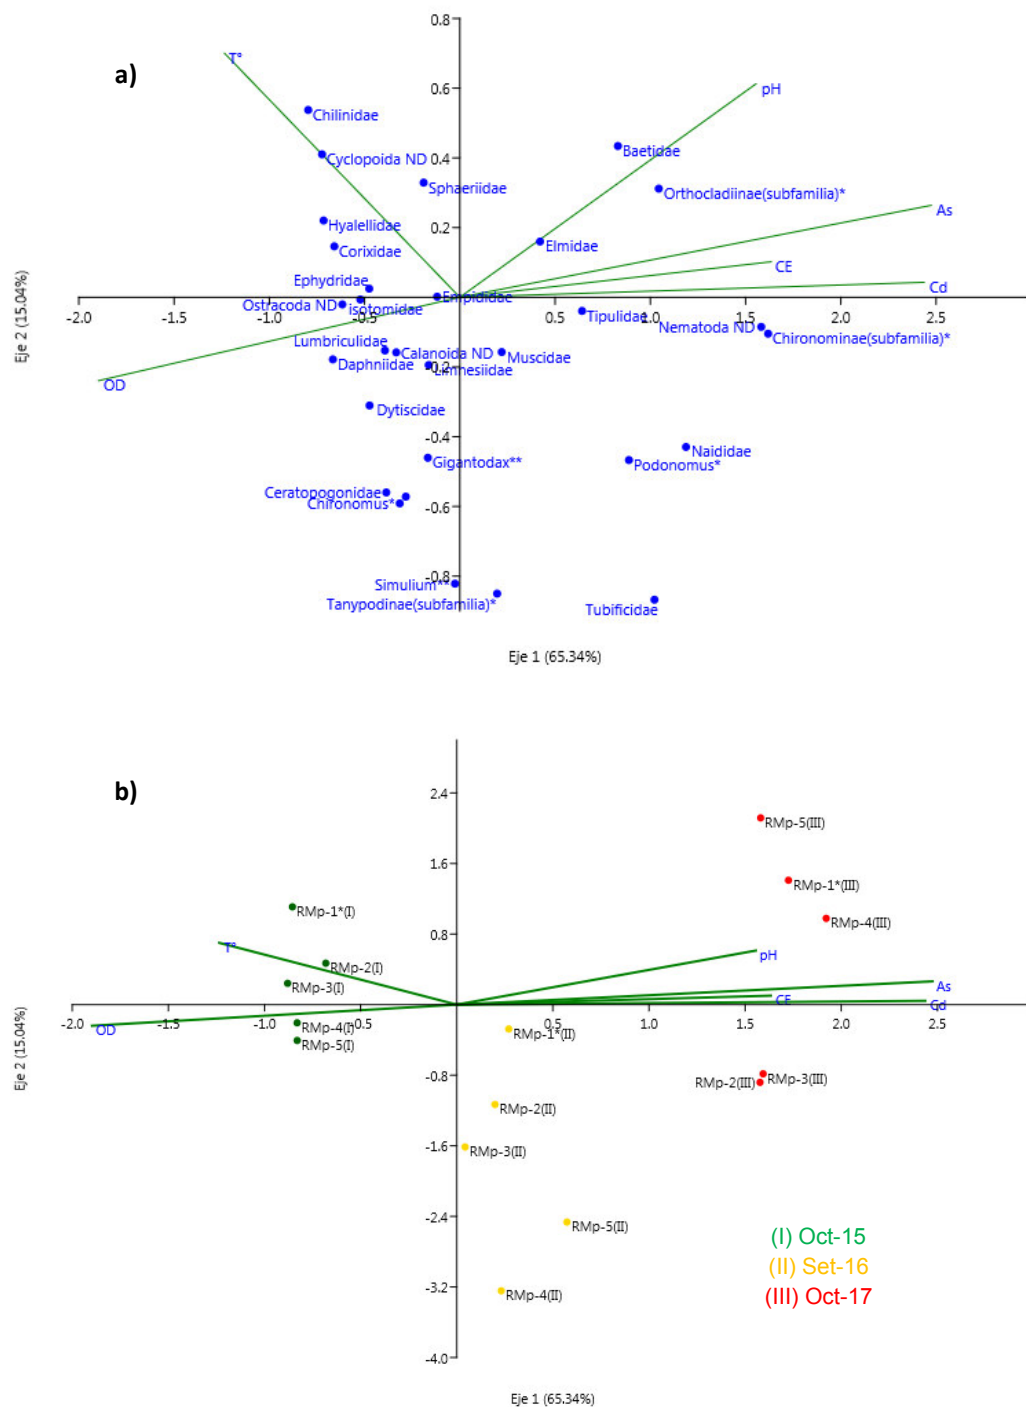 0.8
a)
T°
0.6
pH
Chilinidae
Baetidae
0.4
Cyclopoida ND
Sphaeriidae
Orthocladiinae(subfamilia)*
As
Hyalellidae
0.2
Elmidae
Corixidae
CE
Ephydridae
Cd
Empididae
Ostracoda ND
isotomidae
-2.0
-1.5
-1.0
-0.5
0.5
1.0
1.5
2.0
2.5
Tipulidae
Nematoda ND
Chironominae(subfamilia)*
Lumbriculidae
Calanoida ND
Muscidae
Daphniidae
-0.2
Limnesiidae
OD
Dytiscidae
-0.4
Naididae
Gigantodax**
Podonomus*
Ceratopogonidae
Chironomus*
-0.6
-0.8
Simulium**
Tanypodinae(subfamilia)*
Tubificidae
Eje 2 (15.04%)
Eje 1 (65.34%)
b)
2.4
RMp-5(III)
1.6
RMp-1*(III)
RMp-1*(I)
RMp-4(III)
0.8
T°
pH
RMp-2(I)
RMp-3(I)
As
CE
Cd
-2.0
-1.5
-1.0
-0.5
0.5
1.0
1.5
2.0
2.5
OD
RMp-4(I)
RMp-5(I)
RMp-1*(II)
-0.8
RMp-2(III)
RMp-3(III)
RMp-2(II)
-1.6
RMp-3(II)
RMp-5(II)
-2.4
(I) Oct-15
(II) Set-16
(III) Oct-17
-3.2
RMp-4(II)
-4.0
Eje 2 (15.04%)
Eje 1 (65.34%)